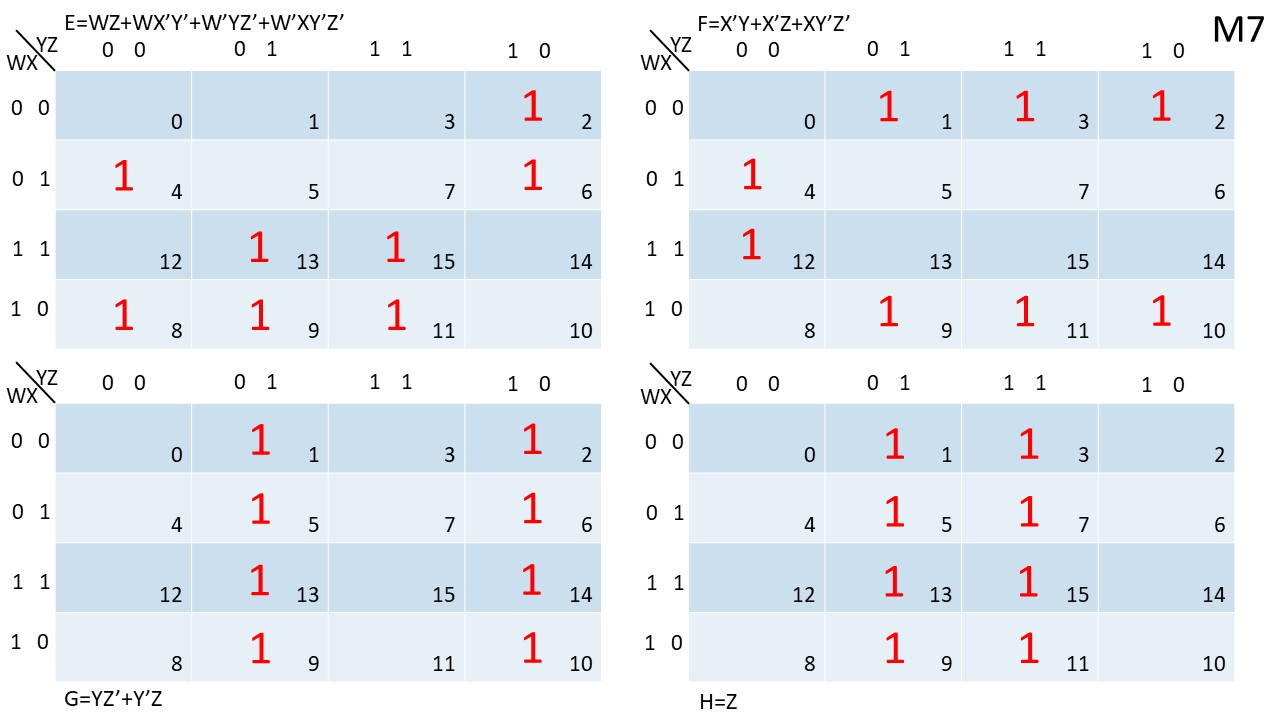 E=WZ+WX'Y'+W'YZ'+W'XY'Z'
F=X'Y+X'Z+XY'Z'
M7
YZ 0 0 0 1 1 1 1 0
WX
0 0 0 1 3 1 2
0 1 1 4 5 7 1 6
1 1 12 1 13 1 15 14
1 0 1 8 1 9 1 11 10
YZ 0 0 0 1 1 1 1 0
WX
0 0 0 1 1 1 3 1 2
0 1 1 4 5 7 6
1 1 1 12 13 15 14
1 0 8 1 9 1 11 1 10
YZ 0 0 0 1 1 1 1 0
WX
0 0 0 1 1 3 1 2
0 1 4 1 5 7 1 6
1 1 12 1 13 15 1 14
1 0 8 1 9 11 1 10
G=YZ'+Y'Z
YZ 0 0 0 1 1 1 1 0
WX
0 0 0 1 1 1 3 2
0 1 4 1 5 1 7 6
1 1 12 1 13 1 15 14
1 0 8 1 9 1 11 10
H=Z